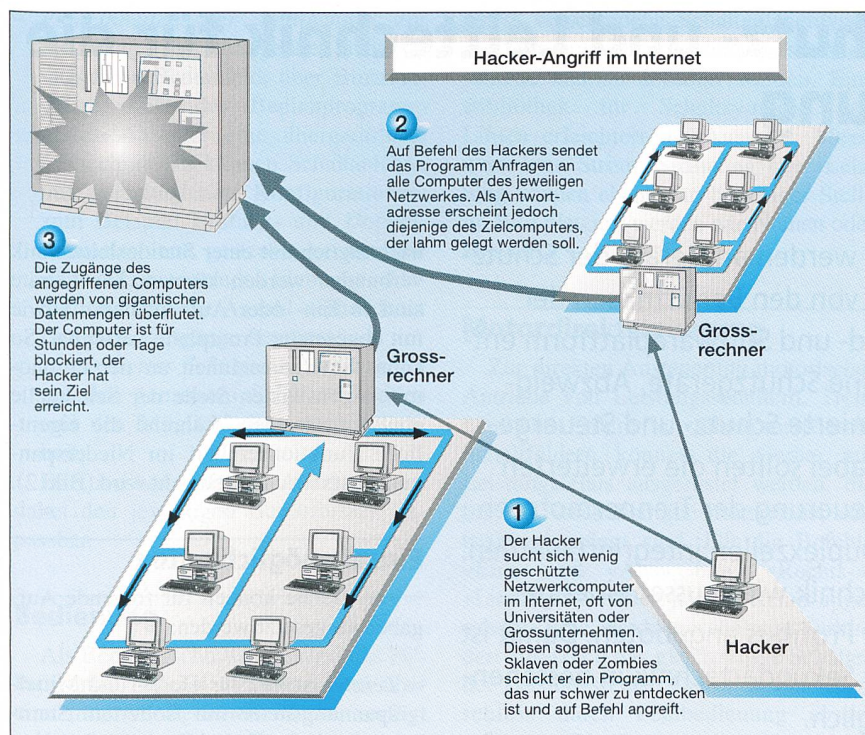 Hacker-Angriff im Internet
1
Der Hacker
sucht sich wenig
geschützte
Netzwerkcomputer
im Internet, oft von
Universitäten oder
Grossunternehmen.
Diesen sogenannten
Sklaven oder Zombies
schickt er ein Programm,
das nur schwer zu entdecken
ist und auf Befehl angreift.
Hacker
2
Auf Befehl des Hackers sendet
das Programm Anfragen an
alle Computer des jeweiligen
Netzwerkes. Als Antwort-
adresse erscheint jedoch
diejenige des Zielcomputers,
der lahm gelegt werden soll.
Gross-
rechner
Gross-
rechner
3
Die Zugänge des
angegriffenen Computers
werden von gigantischen
Datenmengen überflutet.
Der Computer ist für
Stunden oder Tage
blockiert, der
Hacker hat
sein Ziel
erreicht.